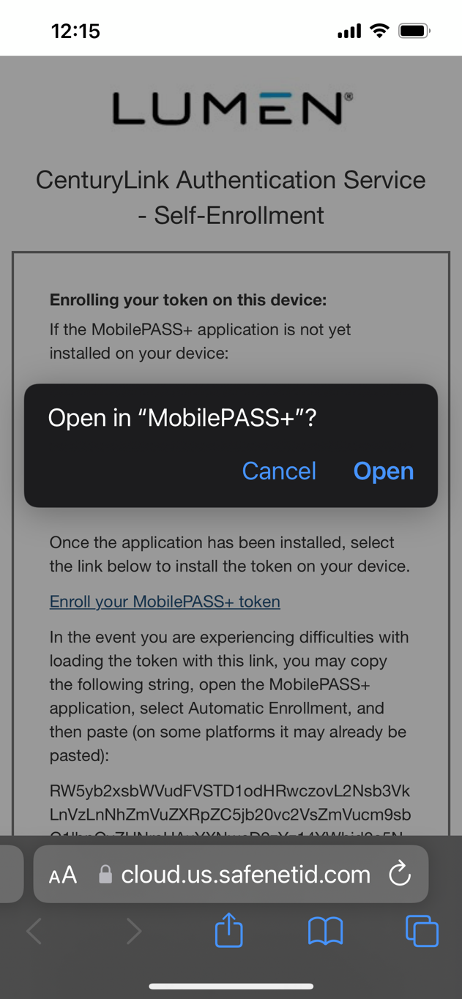 12:15
LUMEN®
CenturyLink Authentication Service
- Self-Enrollment
Enrolling your token on this device:
If the MobilePASS+ application is not yet
installed on your device:
Open in “MobilePASS+”?
Cancel Open
Once the application has been installed, select
the link below to install the token on your device.
Enroll your MobilePASS+ token
In the event you are experiencing difficulties with
loading the token with this link, you may copy
the following string, open the MobilePASS+
application, select Automatic Enrollment, and
then paste (on some platforms it may already be
pasted):
RW5yb2xsbWVudFVSTD1odHRwczovL2Nsb3Vk
LnVzLnNhZmVuZXRpZC5jb20vc2VsZmVucm9sb
AA cloud.us.safenetid.com